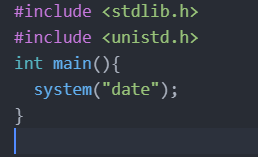 #include <stdlib.h>
#include <unistd.h>
int main(){
  system("date");
}